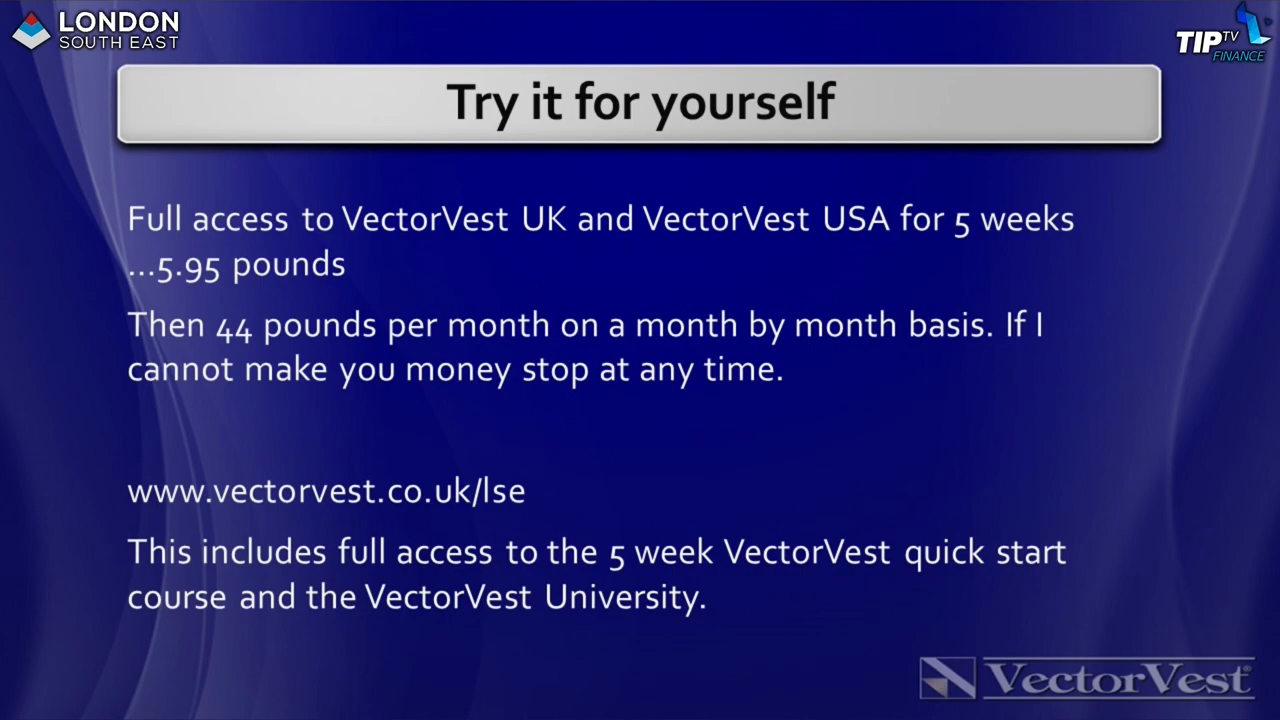 LONDON
SOUTH EAST
TIP TV
FINANCE
Try it for yourself
Full access to VectorVest UK and VectorVest USA for 5 weeks
...5.95 pounds
Then 44 pounds per month on a month by month basis. If I
cannot make you money stop at any time.
www.vectorvest.co.uk/lse
This includes full access to the 5 week VectorVest quick start
course and the VectorVest University.
VectorVest®